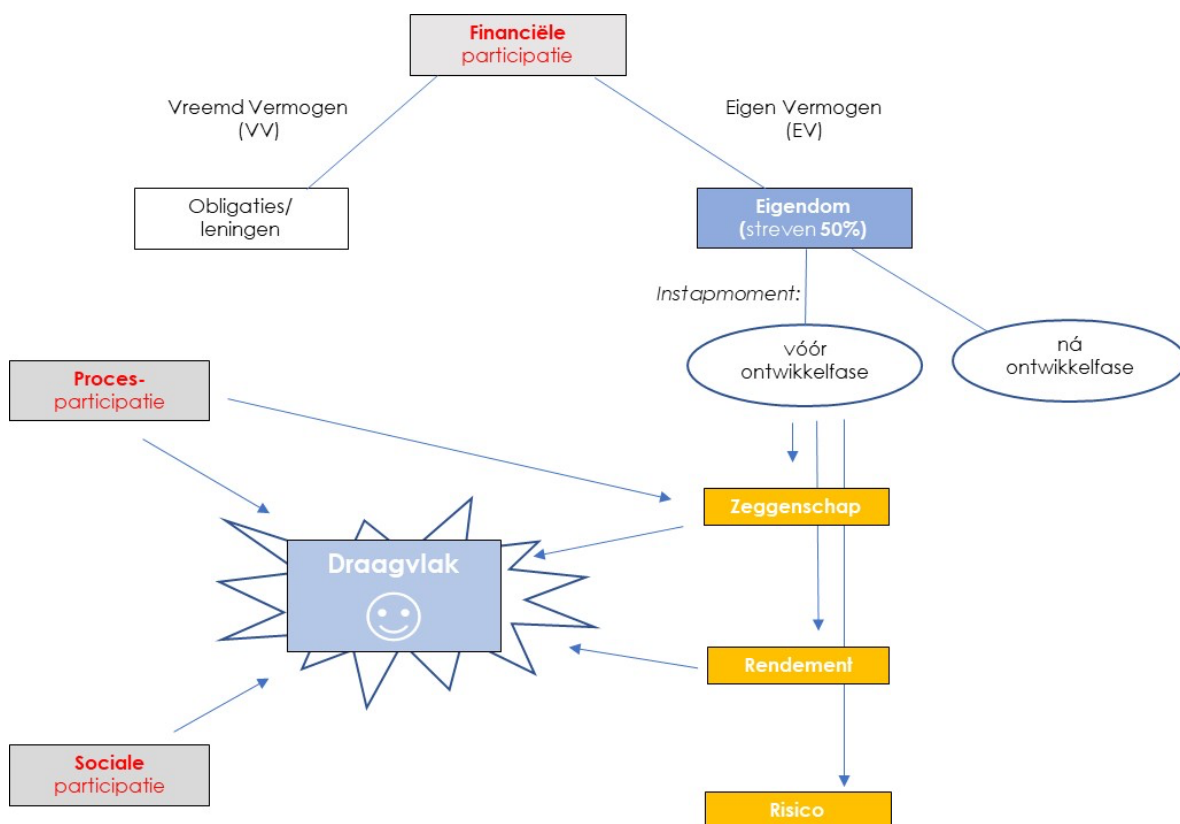 Financiële
participatie
Vreemd Vermogen
(VV)
Eigen Vermogen
(EV)
Obligaties/
leningen
Eigendom
(streven 50%)
Instapmoment:
vóór
ontwikkelfase
ná
ontwikkelfase
Proces-
participatie
Zeggenschap
Draagvlak
Rendement
Sociale
participatie
Risico